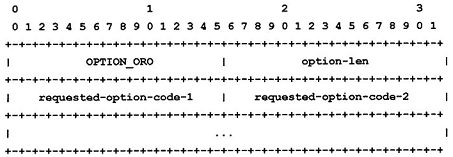 0                   1                   2                   3
0 1 2 3 4 5 6 7 8 9 0 1 2 3 4 5 6 7 8 9 0 1 2 3 4 5 6 7 8 9 0 1
+-+-+-+-+-+-+-+-+-+-+-+-+-+-+-+-+-+-+-+-+-+-+-+-+-+-+-+-+-+-+-+-+
|           OPTION_ORO          |           option-len          |
+-+-+-+-+-+-+-+-+-+-+-+-+-+-+-+-+-+-+-+-+-+-+-+-+-+-+-+-+-+-+-+-+
|    requested-option-code-1    |    requested-option-code-2    |
+-+-+-+-+-+-+-+-+-+-+-+-+-+-+-+-+-+-+-+-+-+-+-+-+-+-+-+-+-+-+-+-+
|                              ...                              |
+-+-+-+-+-+-+-+-+-+-+-+-+-+-+-+-+-+-+-+-+-+-+-+-+-+-+-+-+-+-+-+-+